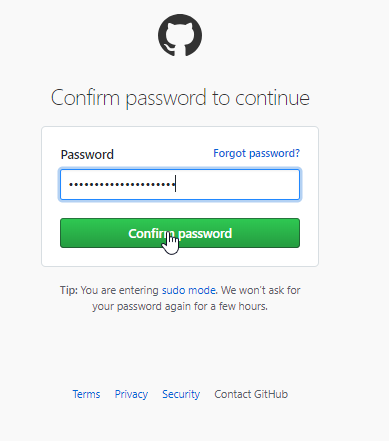 Confirm password to continue
Password Forgot password?
•••••••••••••••••••••
Confirm password
Tip: You are entering sudo mode. We won't ask for
your password again for a few hours.
Terms Privacy Security Contact GitHub